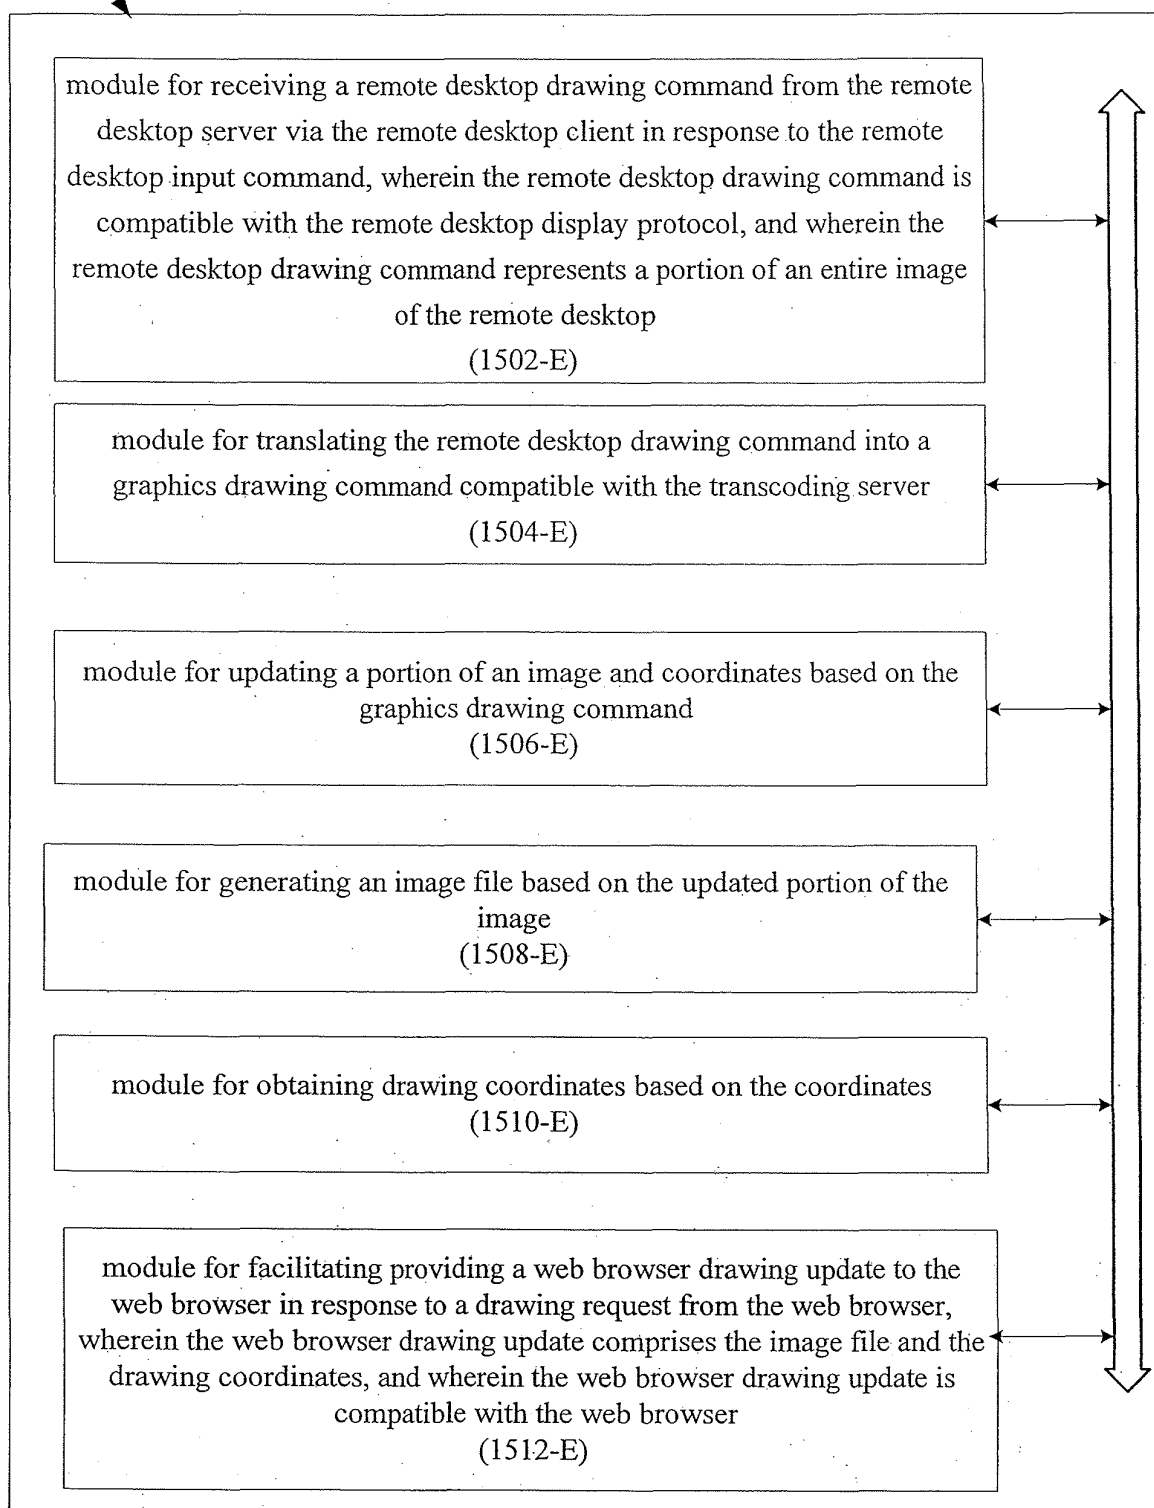 module for receiving a remote desktop drawing command from the remote
desktop server via the remote desktop client in response to the remote
desktop input command, wherein the remote desktop drawing command is
compatible with the remote desktop display protocol, and wherein the
remote desktop drawing command represents a portion of an entire image
of the remote desktop
(1502-E)
module for translating the remote desktop drawing command into a
graphics drawing command compatible with the transcoding server
(1504-E)
module for updating a portion of an image and coordinates based on the
graphics drawing command
(1506-E)
module for generating an image file based on the updated portion of the
image
(1508-E)
module for obtaining drawing coordinates based on the coordinates
(1510-E)
module for facilitating providing a web browser drawing update to the
web browser in response to a drawing request from the web browser,
wherein the web browser drawing update comprises the image file and the
drawing coordinates, and wherein the web browser drawing update is
compatible with the web browser
(1512-E)